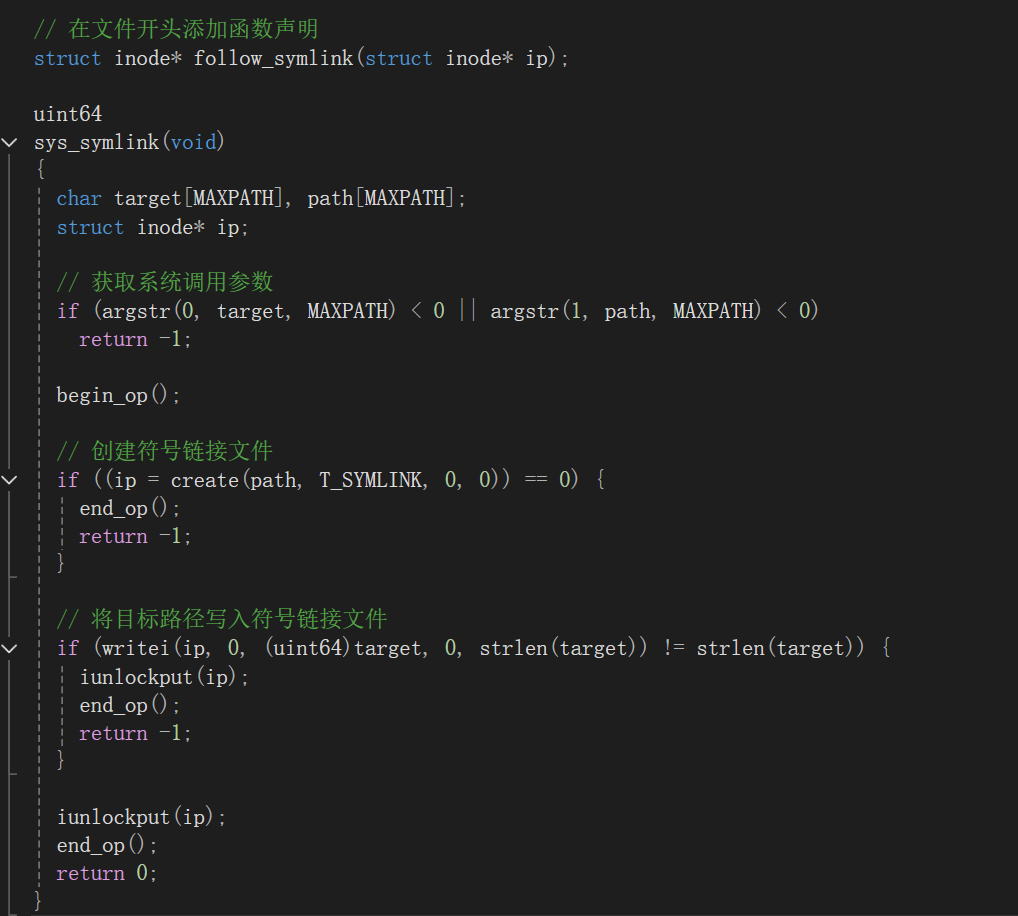 // 在文件开头添加函数声明
struct inode* follow_symlink(struct inode* ip);
uint64
sys_symlink(void)
{
char target[MAXPATH], path[MAXPATH];
struct inode* ip;
// 获取系统调用参数
if (argstr(0, target, MAXPATH) < 0 || argstr(1, path, MAXPATH) < 0)
return -1;
begin_op();
// 创建符号链接文件
if ((ip = create(path, T_SYMLINK, 0, 0)) == 0) {
end_op();
return -1;
}
// 将目标路径写入符号链接文件
if (writei(ip, 0, (uint64)target, 0, strlen(target)) != strlen(target)) {
iunlockput(ip);
end_op();
return -1;
}
iunlockput(ip);
end_op();
return 0;
}